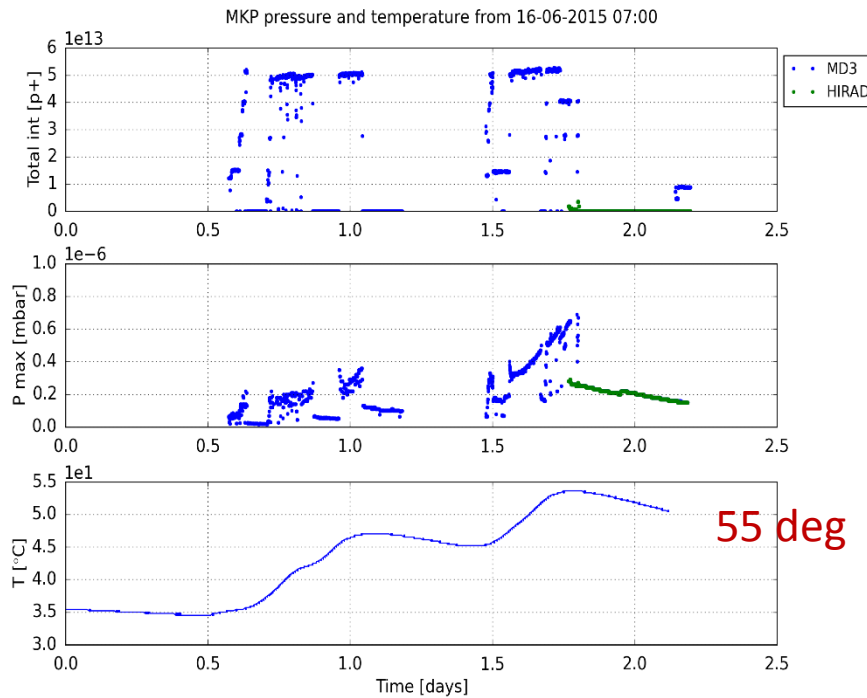 MKP pressure and temperature from 16-06-2015 07:00
1e13
6
5
4
3
2
1
0
Total int [p+]
0.0 0.5 1.0 1.5 2.0 2.5
MD3
HIRAD
1e−6
1.0
0.8
0.6
0.4
0.2
0.0
P max [mbar]
0.0 0.5 1.0 1.5 2.0 2.5
1e1
5.5
5.0
4.5
4.0
3.5
3.0
T [°C]
55 deg
0.0 0.5 1.0 1.5 2.0 2.5
Time [days]